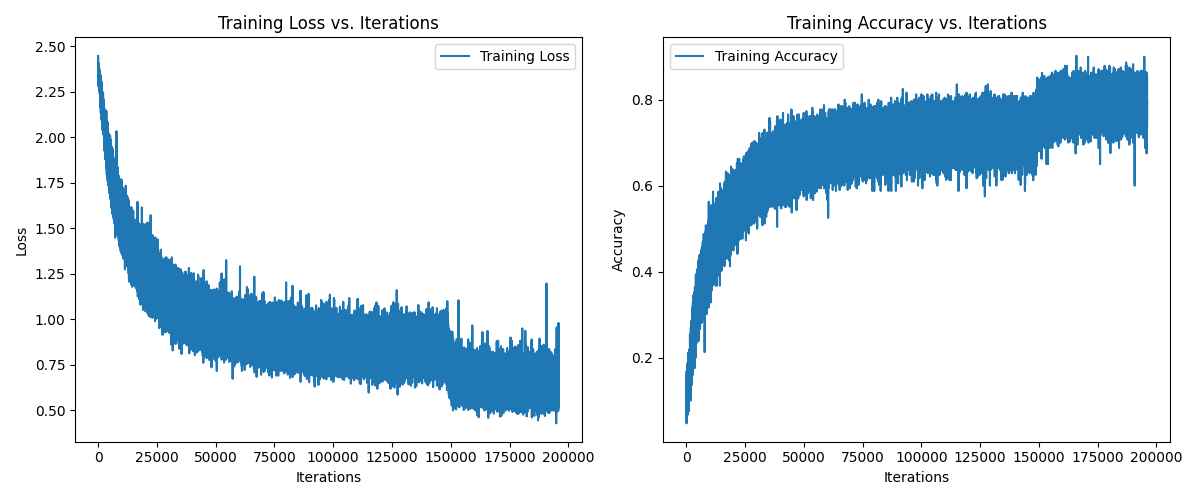 Training Loss vs. Iterations
Training Loss
2.50
2.25
2.00
1.75
1.50
1.25
1.00
0.75
0.50
Loss
0 25000 50000 75000 100000 125000 150000 175000 200000
Iterations
Training Accuracy vs. Iterations
Training Accuracy
0.8
0.6
0.4
0.2
Accuracy
0 25000 50000 75000 100000 125000 150000 175000 200000
Iterations